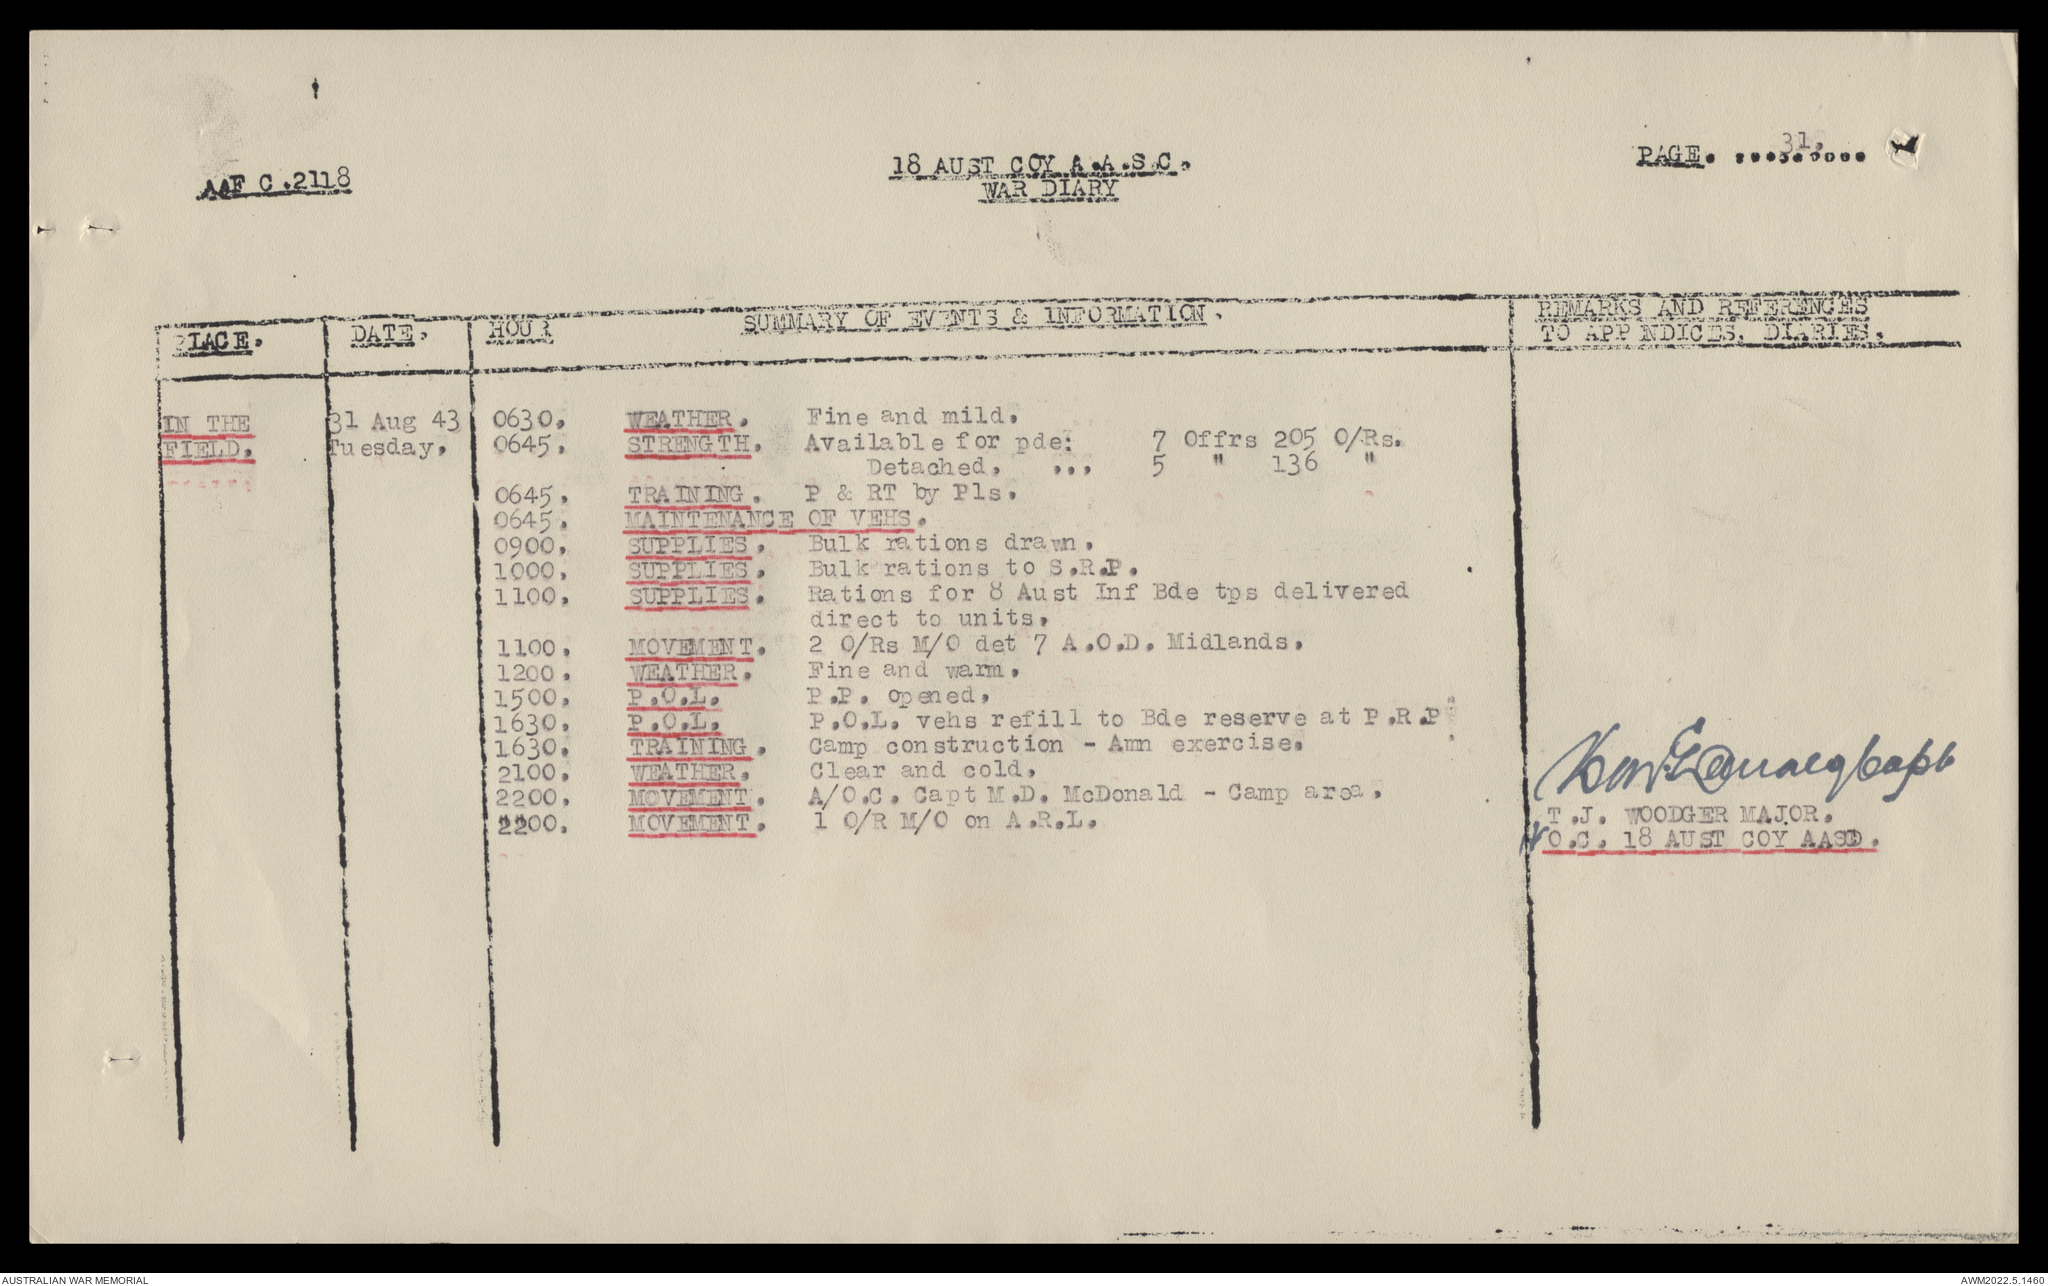 AAF C.2118
18 AUST COY A.A.S.C.
WAR DIARY
PAGE. 31.
PLACE.
DATE.
HOUR
SUMMARY OF EVENTS & INFORMATION.
REMARKS AND REFERENCES
TO APPENDICES. DIARIES.
IN THE 31 Aug 43 0630. WEATHER. Fine and mild.
FIELD. Tuesday. 0645. STRENGTH. Available for pde: 7 Offrs 205 O/Rs.
Detached. ... 5 " 136 "
0645. TRAINING. P & RT by Pls.
0645. MAINTENANCE OF VEHS.
0900. SUPPLIES. Bulk rations drawn.
1000. SUPPLIES. Bulk rations to S.R.P.
1100. SUPPLIES. Rations for 8 Aust Inf Bde tps delivered
direct to units.
1100. MOVEMENT. 2 O/Rs M/O det 7 A.O.D. Midlands.
1200. WEATHER. Fine and warm.
1500. P.O.L. P.P. opened.
1630. P.O.L. P.O.L. vehs refill to Bde reserve at P.R.P.
1630. TRAINING. Camp construction - Amn exercise.
2100. WEATHER. Clear and cold.
2200. MOVEMENT. A/O.C. Capt M.D. McDonald - Camp area.
2200. MOVEMENT. 1 O/R M/O on A.R.L.
Capt
T.J. WOODGER MAJOR.
O.C. 18 AUST COY AASC.
AUSTRALIAN WAR MEMORIAL
AWM2022.5.1460